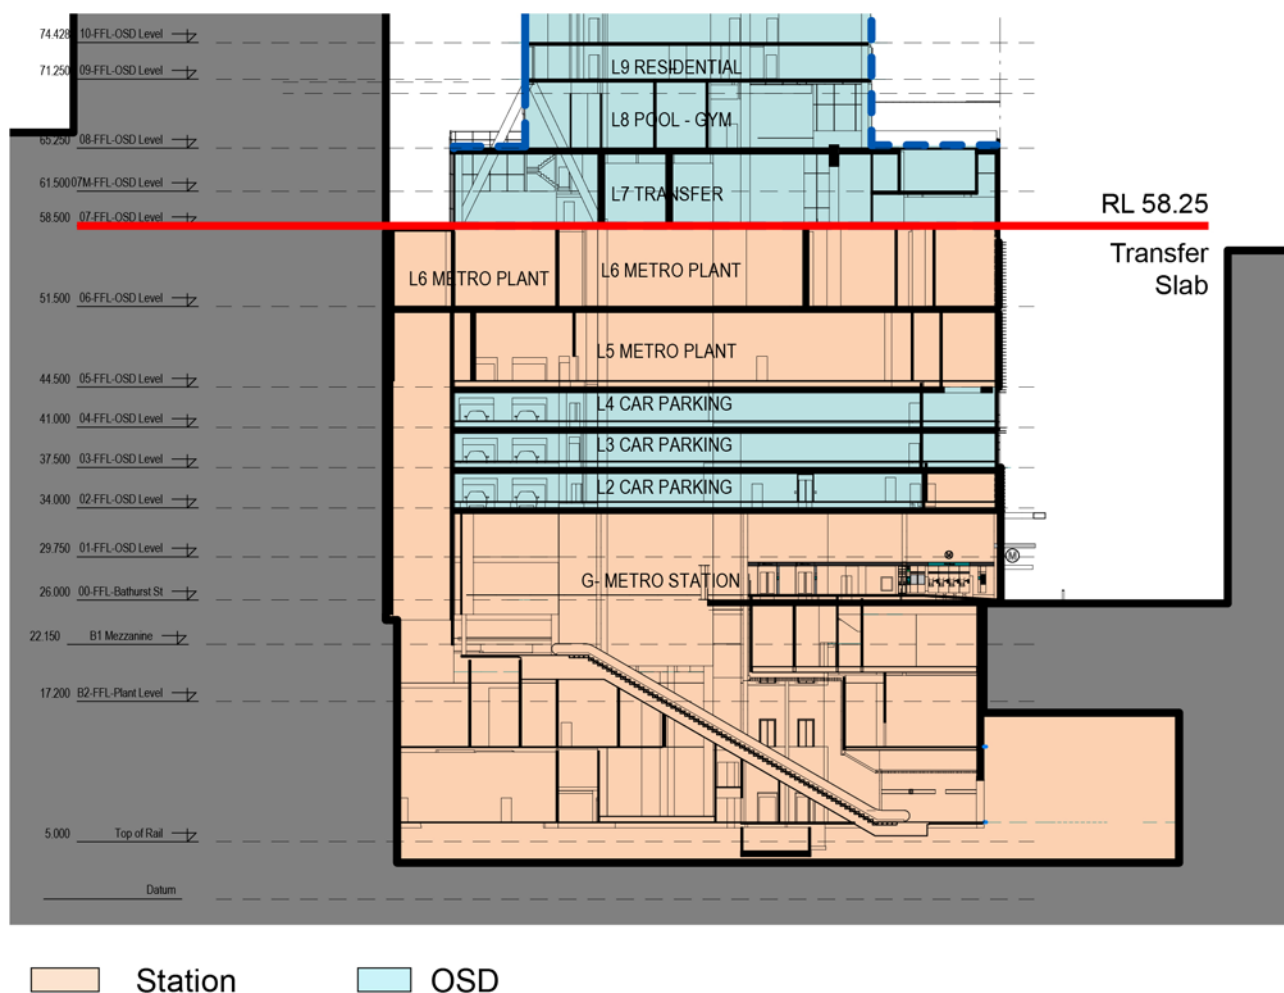 74.428 10-FFL-OSD Level
L9 RESIDENTIAL
71.250 09-FFL-OSD Level
L8 POOL - GYM
65.250 08-FFL-OSD Level
61.500 07M-FFL-OSD Level
L7 TRANSFER
RL 58.25
58.500 07-FFL-OSD Level
Transfer
Slab
L6 METRO PLANT
L6 METRO PLANT
51.500 06-FFL-OSD Level
L5 METRO PLANT
44.500 05-FFL-OSD Level
L4 CAR PARKING
41.000 04-FFL-OSD Level
L3 CAR PARKING
37.500 03-FFL-OSD Level
L2 CAR PARKING
34.000 02-FFL-OSD Level
29.750 01-FFL-OSD Level
M
G- METRO STATION
26.000 00-FFL-Bathurst St
22.150 B1 Mezzanine
17.200 B2-FFL-Plant Level
5.000 Top of Rail
Datum
Station
OSD